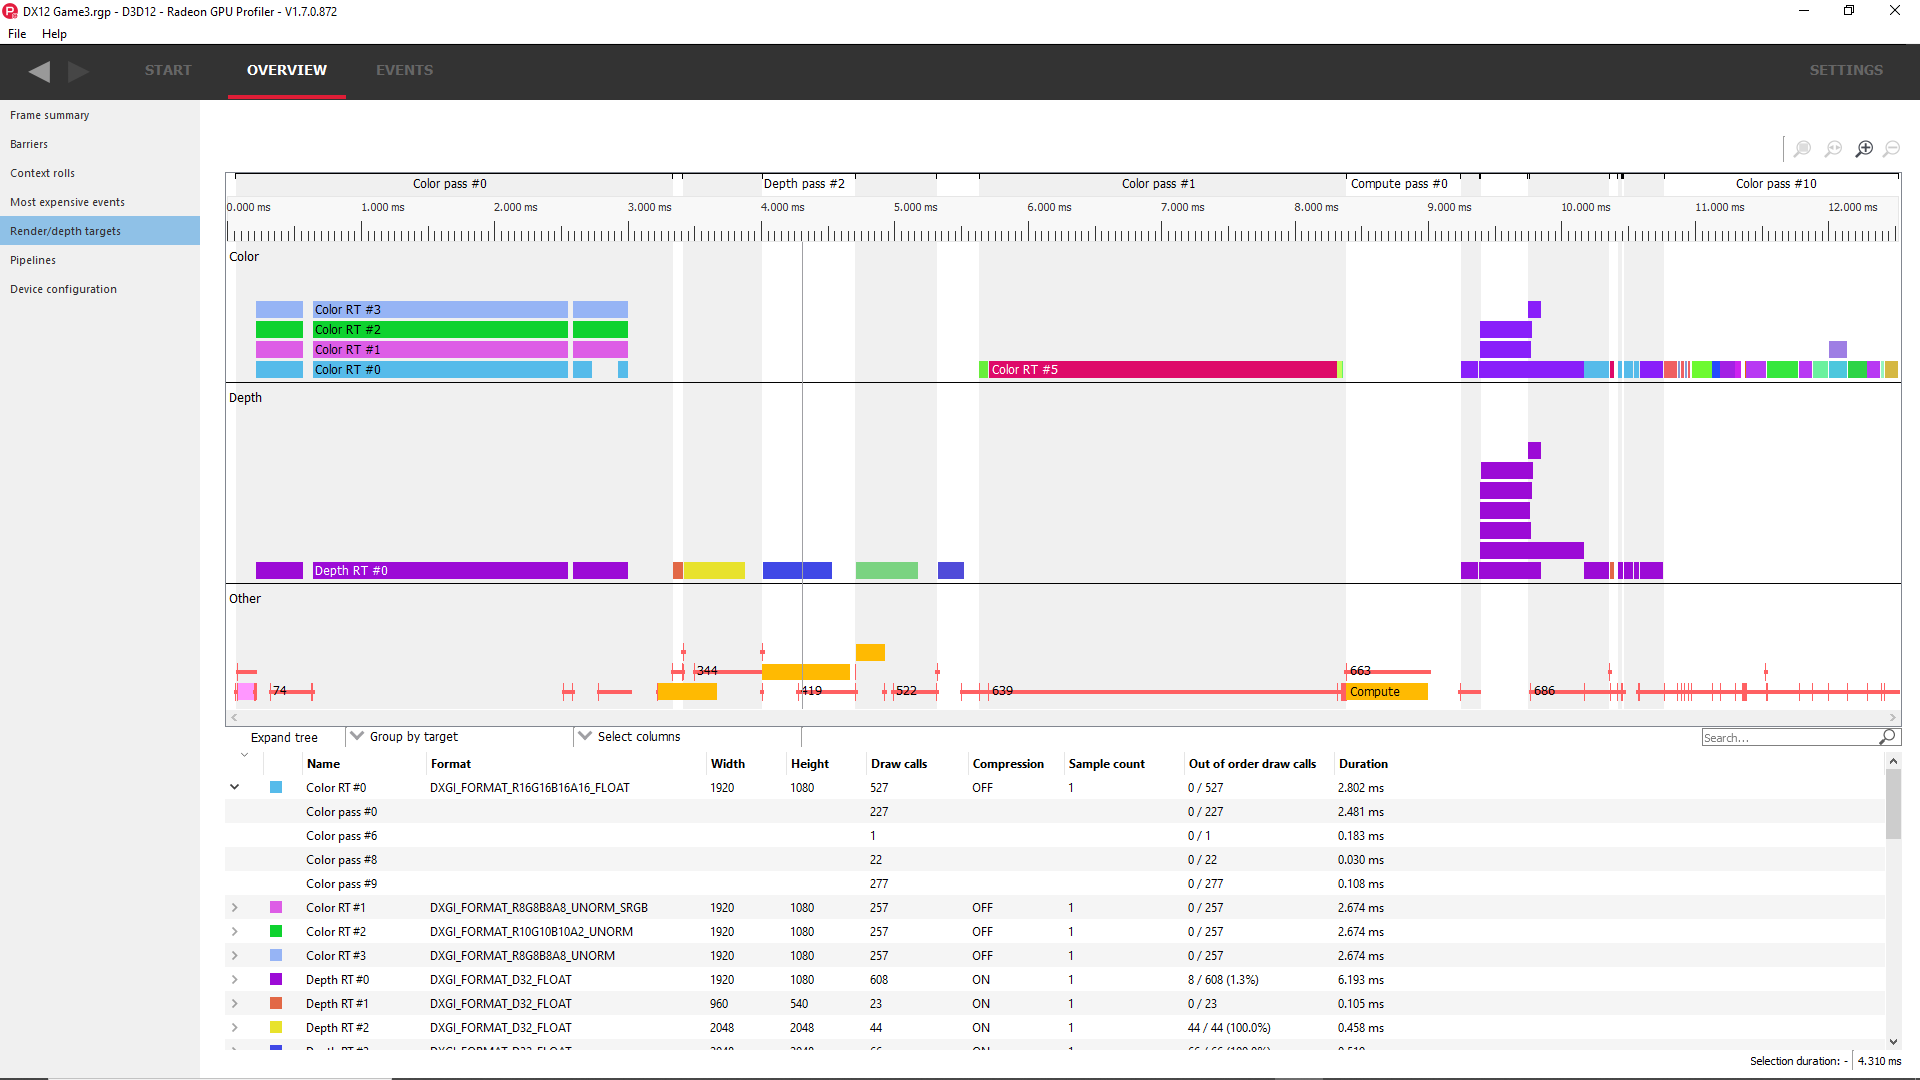 DX12 Game3.rgp - D3D12 - Radeon GPU Profiler - V1.7.0.872
File Help
START OVERVIEW EVENTS SETTINGS
Frame summary
Barriers
Context rolls
Most expensive events
Render/depth targets
Pipelines
Device configuration
Color pass #0 Depth pass #2 Color pass #1 Compute pass #0 Color pass #10
0.000 ms 1.000 ms 2.000 ms 3.000 ms 4.000 ms 5.000 ms 6.000 ms 7.000 ms 8.000 ms 9.000 ms 10.000 ms 11.000 ms 12.000 ms
Color
Color RT #3
Color RT #2
Color RT #1
Color RT #0 Color RT #5
Depth
Depth RT #0
Other
344 663
74 419 522 639 Compute 686
Expand tree Group by target Select columns Search...
Name Format Width Height Draw calls Compression Sample count Out of order draw calls Duration
Color RT #0 DXGI_FORMAT_R16G16B16A16_FLOAT 1920 1080 527 OFF 1 0 / 527 2.802 ms
Color pass #0 227 0 / 227 2.481 ms
Color pass #6 1 0 / 1 0.183 ms
Color pass #8 22 0 / 22 0.030 ms
Color pass #9 277 0 / 277 0.108 ms
Color RT #1 DXGI_FORMAT_R8G8B8A8_UNORM_SRGB 1920 1080 257 OFF 1 0 / 257 2.674 ms
Color RT #2 DXGI_FORMAT_R10G10B10A2_UNORM 1920 1080 257 OFF 1 0 / 257 2.674 ms
Color RT #3 DXGI_FORMAT_R8G8B8A8_UNORM 1920 1080 257 OFF 1 0 / 257 2.674 ms
Depth RT #0 DXGI_FORMAT_D32_FLOAT 1920 1080 608 ON 1 8 / 608 (1.3%) 6.193 ms
Depth RT #1 DXGI_FORMAT_D32_FLOAT 960 540 23 ON 1 0 / 23 0.105 ms
Depth RT #2 DXGI_FORMAT_D32_FLOAT 2048 2048 44 ON 1 44 / 44 (100.0%) 0.458 ms
Selection duration: - 4.310 ms